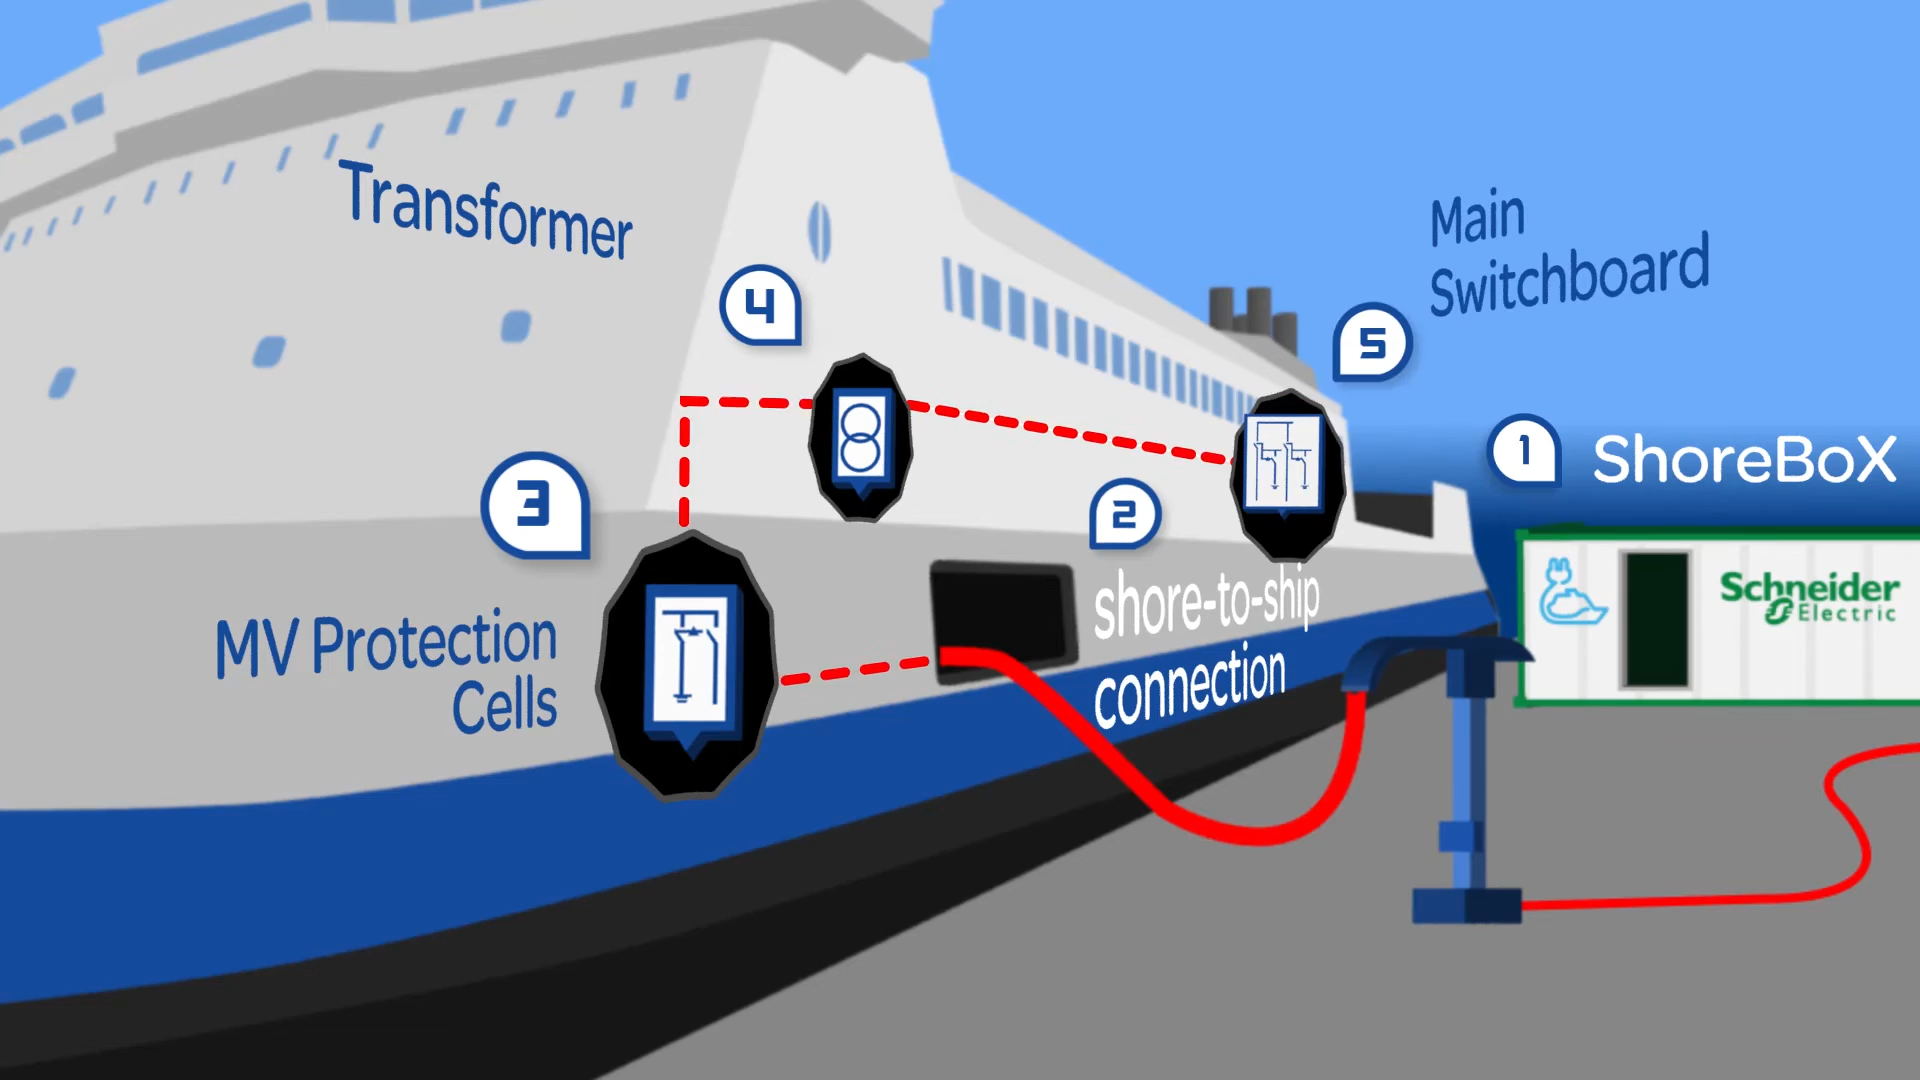 Transformer
4
Main
Switchboard
5
1
ShoreBoX
3
2
MV Protection
Cells
shore-to-ship
connection
Schneider
Electric